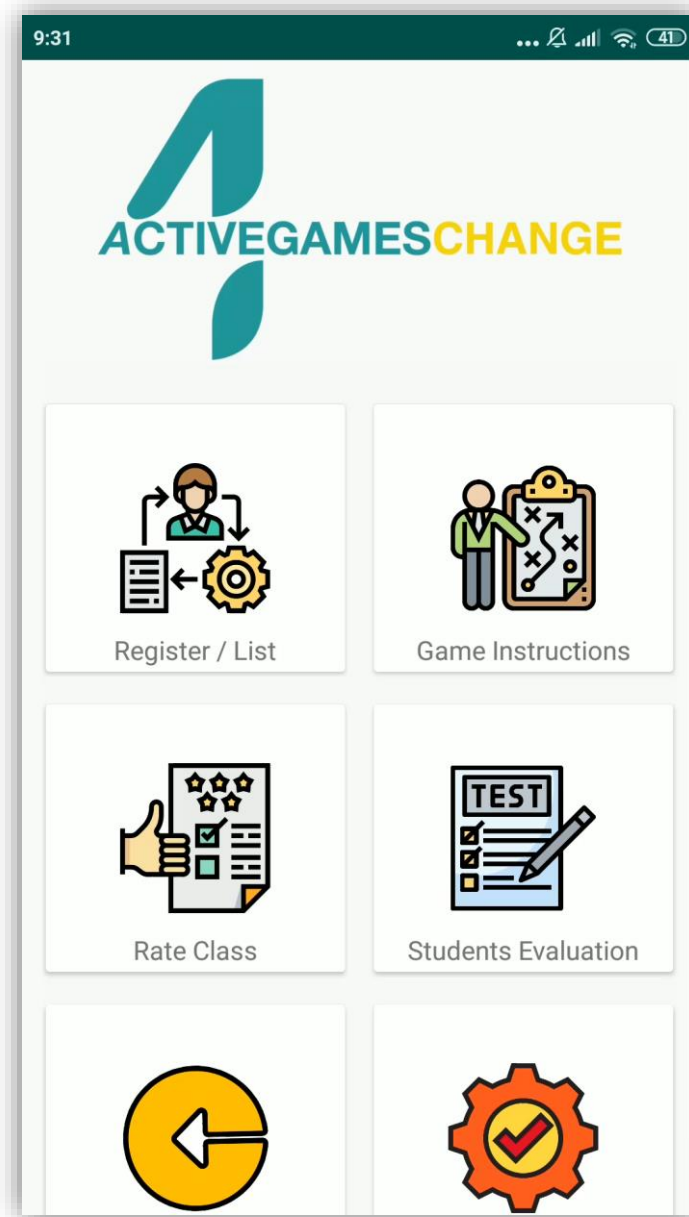 9:31
41
ACTIVEGAMESCHANGE
Register / List
Game Instructions
TEST
Rate Class
Students Evaluation